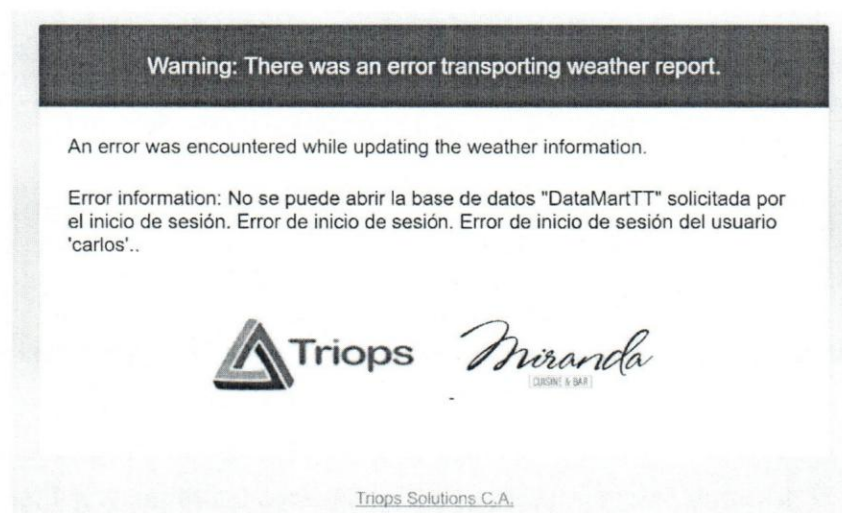 Warning: There was an error transporting weather report.
An error was encountered while updating the weather information.
Error information: No se puede abrir la base de datos "DataMartTT" solicitada por
el inicio de sesión. Error de inicio de sesión. Error de inicio de sesión del usuario
'carlos'..
Triops
Miranda
CUISINE & BAR
Triops Solutions C.A.